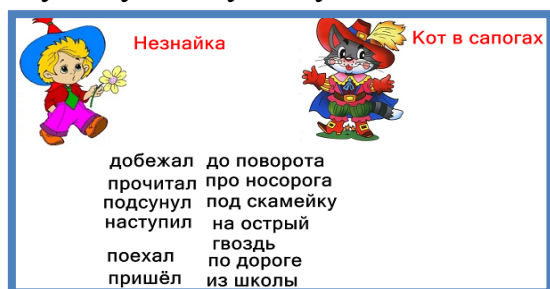 Незнайка
Кот в сапогах
добежал до поворота
прочитал про носорога
подсунул под скамейку
наступил на острый
гвоздь
поехал по дороге
пришёл из школы